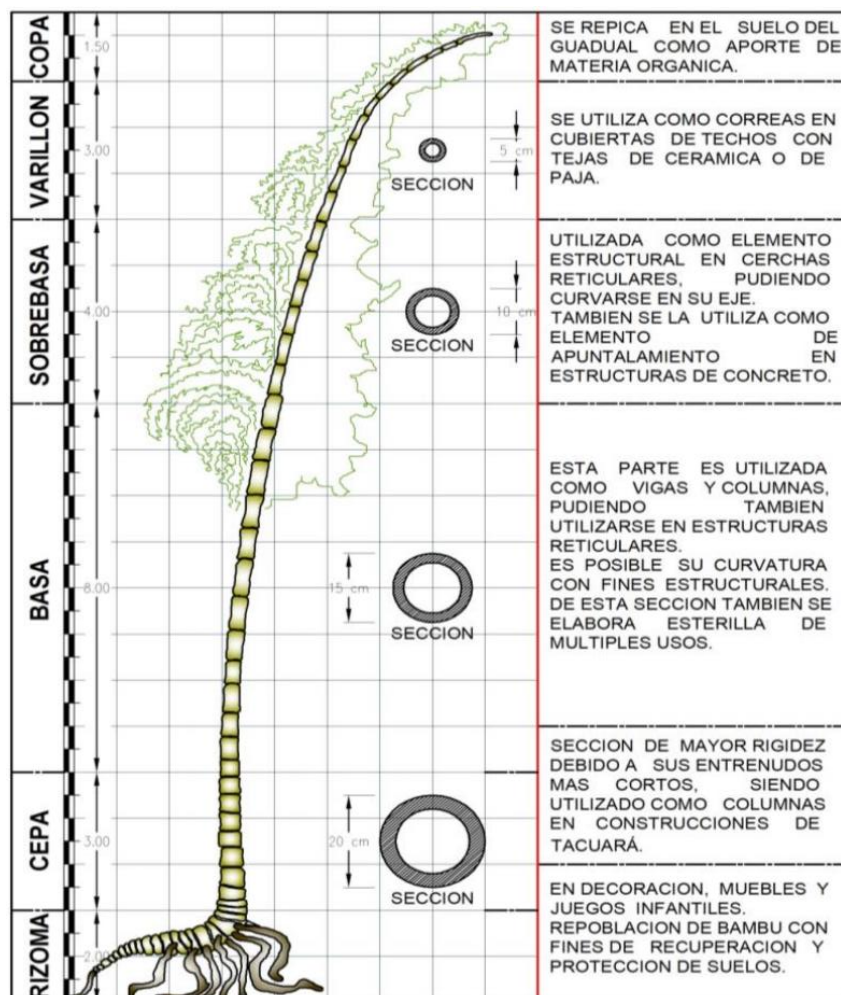 COPA
1.50
SE REPICA EN EL SUELO DEL
GUADUAL COMO APORTE DE
MATERIA ORGANICA.
VARILLON
3.00
5 cm
SECCION
SE UTILIZA COMO CORREAS EN
CUBIERTAS DE TECHOS CON
TEJAS DE CERAMICA O DE
PAJA.
SOBREBASA
4.00
10 cm
SECCION
UTILIZADA COMO ELEMENTO
ESTRUCTURAL EN CERCHAS
RETICULARES, PUDIENDO
CURVARSE EN SU EJE.
TAMBIEN SE LA UTILIZA COMO
ELEMENTO DE
APUNTALAMIENTO EN
ESTRUCTURAS DE CONCRETO.
BASA
8.00
15 cm
SECCION
ESTA PARTE ES UTILIZADA
COMO VIGAS Y COLUMNAS,
PUDIENDO TAMBIEN
UTILIZARSE EN ESTRUCTURAS
RETICULARES.
ES POSIBLE SU CURVATURA
CON FINES ESTRUCTURALES.
DE ESTA SECCION TAMBIEN SE
ELABORA ESTERILLA DE
MULTIPLES USOS.
CEPA
3.00
20 cm
SECCION
SECCION DE MAYOR RIGIDEZ
DEBIDO A SUS ENTRENUDOS
MAS CORTOS, SIENDO
UTILIZADO COMO COLUMNAS
EN CONSTRUCCIONES DE
TACUARÁ.
RIZOMA
2.00
EN DECORACION, MUEBLES Y
JUEGOS INFANTILES.
REPOBLACION DE BAMBU CON
FINES DE RECUPERACION Y
PROTECCION DE SUELOS.